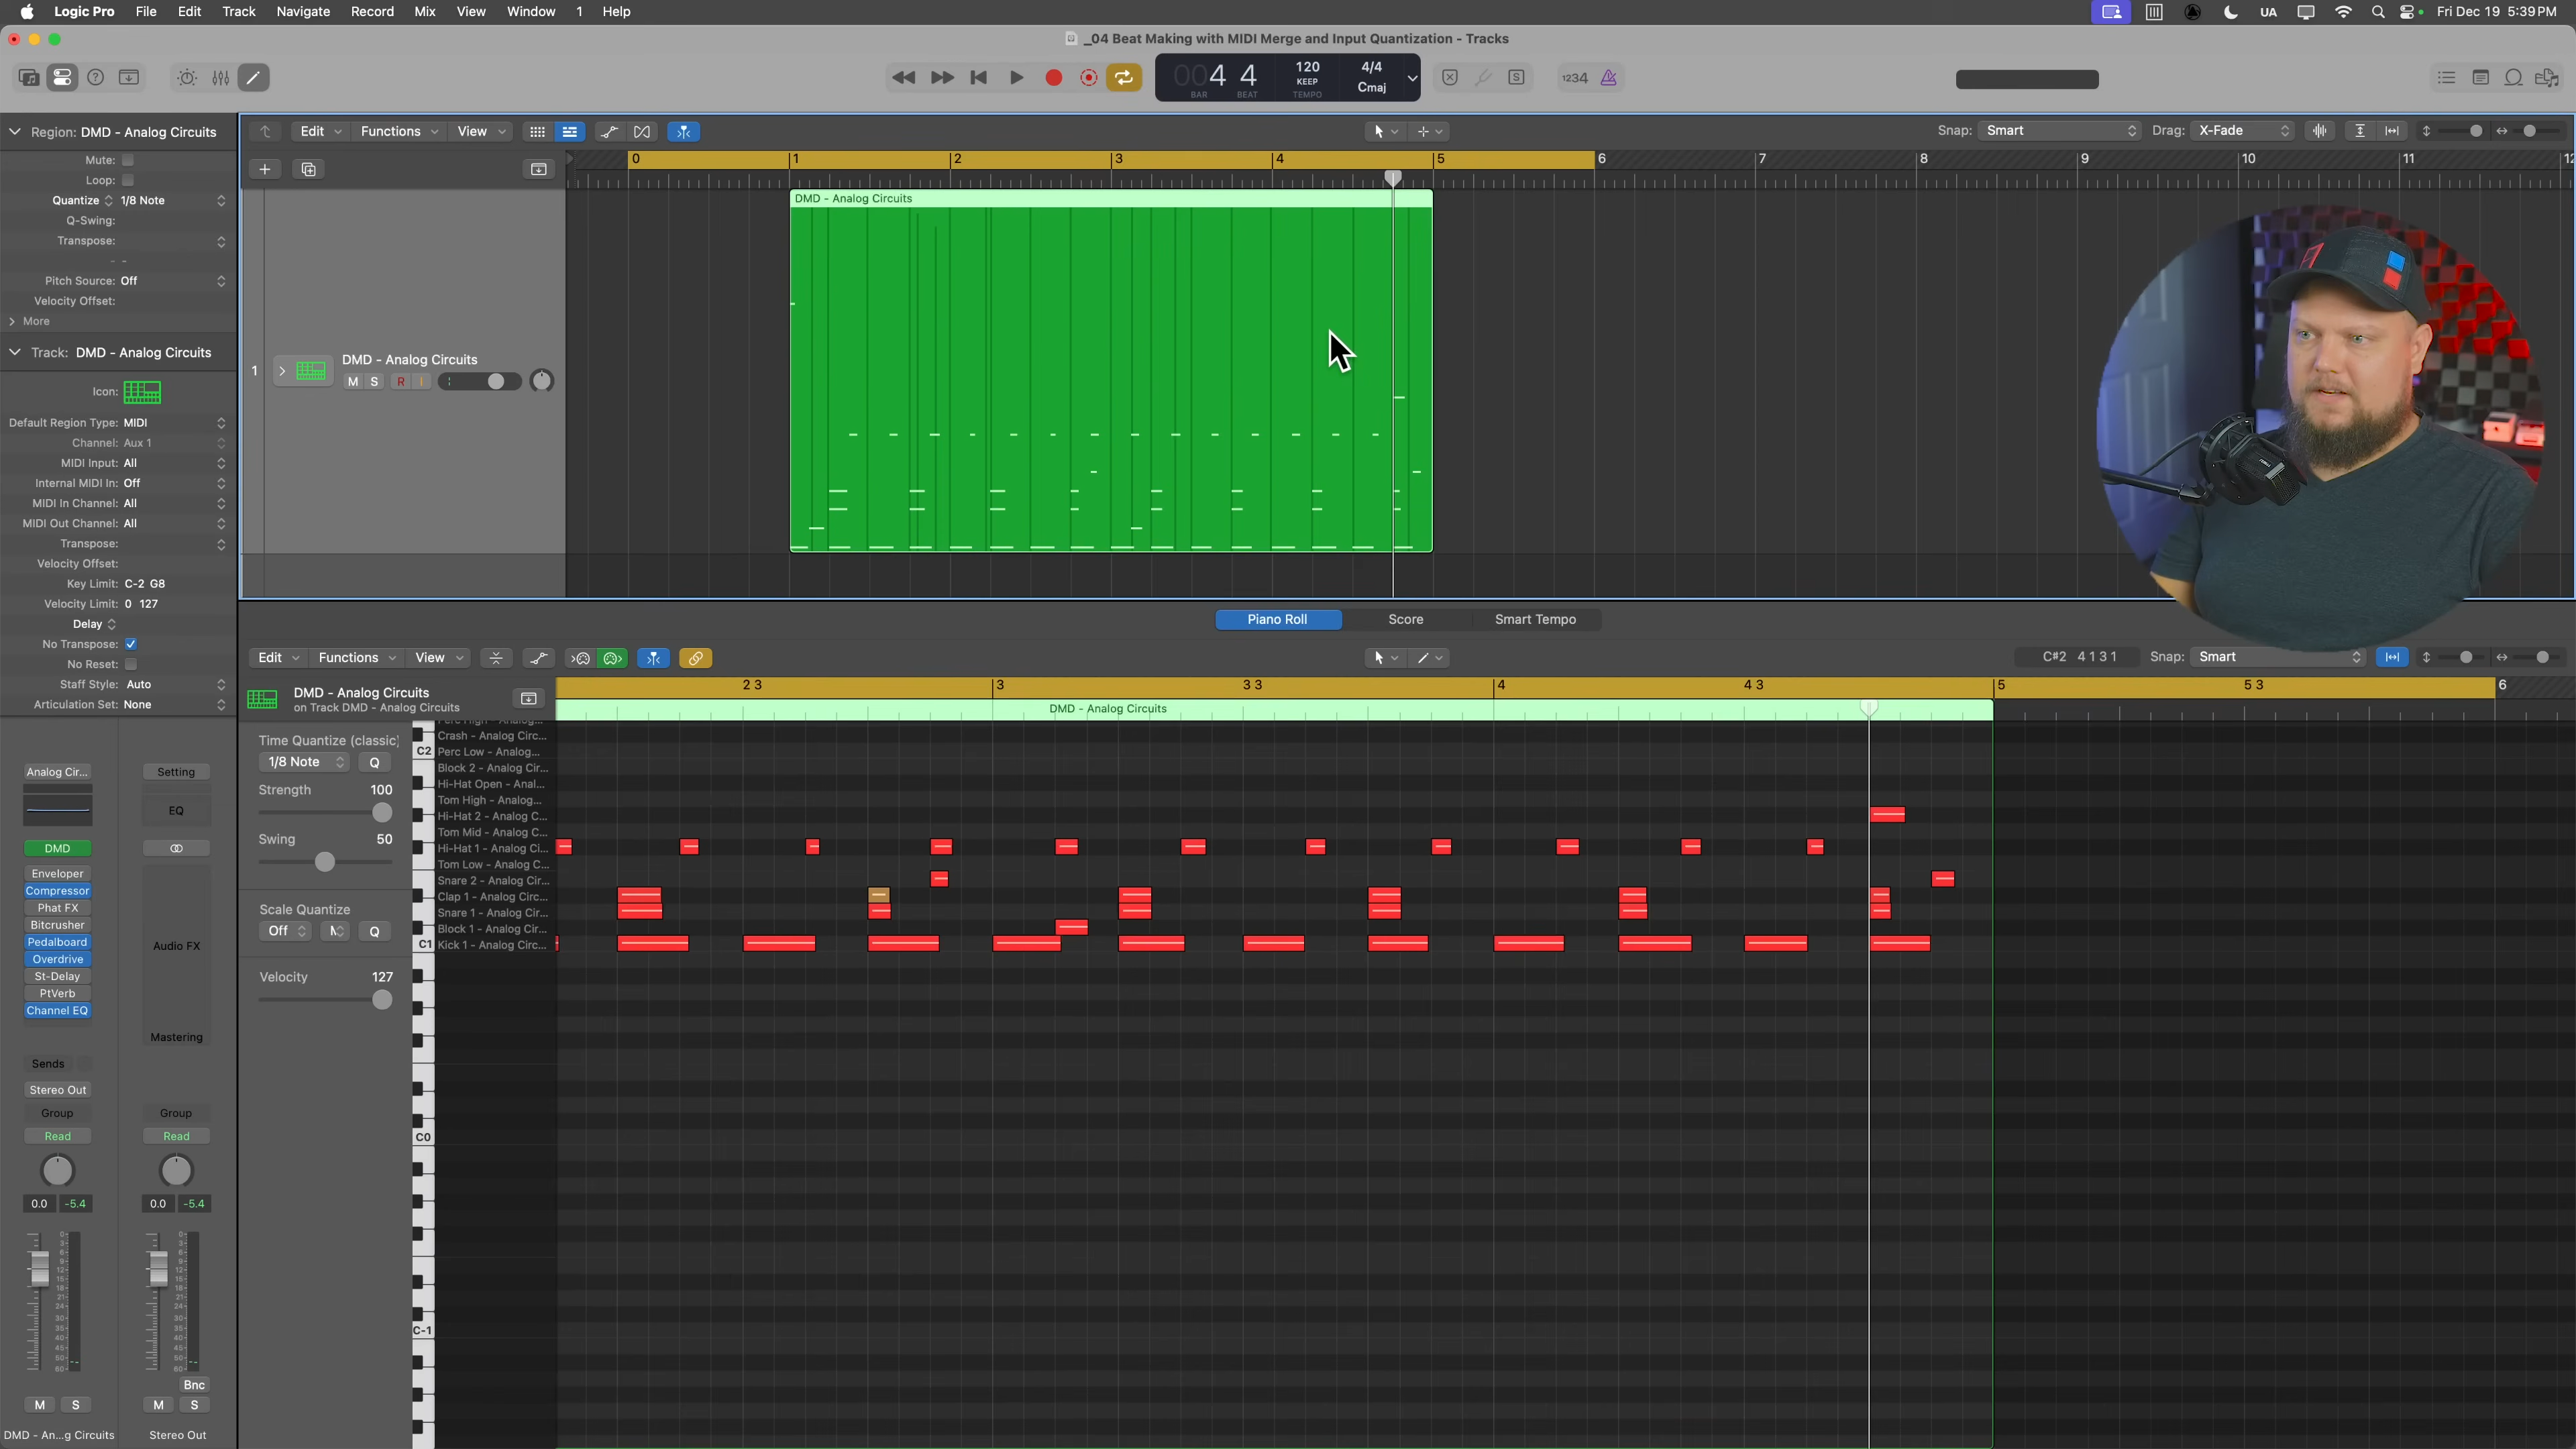 Logic Pro File Edit Track Navigate Record Mix View Window 1 Help
UA Fri Dec 19 5:39 PM
_04 Beat Making with MIDI Merge and Input Quantization - Tracks
004 4 120 4/4
KEEP Cmaj
BAR BEAT TEMPO
1234
Region: DMD - Analog Circuits
Mute:
Loop:
Quantize 1/8 Note
Q-Swing:
Transpose:
Pitch Source: Off
Velocity Offset:
More
Track: DMD - Analog Circuits
Icon:
Default Region Type: MIDI
Channel: Aux 1
MIDI Input: All
Internal MIDI In: Off
MIDI In Channel: All
MIDI Out Channel: All
Transpose:
Velocity Offset:
Key Limit: C-2 G8
Velocity Limit: 0 127
Delay
No Transpose:
No Reset:
Staff Style: Auto
Articulation Set: None
Edit Functions View
Snap: Smart Drag: X-Fade
0 1 2 3 4 5 6 7 8 9 10 11 12
DMD - Analog Circuits
1 DMD - Analog Circuits
M S R I
Piano Roll Score Smart Tempo
Edit Functions View
C#2 4 1 3 1 Snap: Smart
DMD - Analog Circuits
on Track DMD - Analog Circuits
2 3 3 3 3 4 4 3 5 5 3 6
DMD - Analog Circuits
Time Quantize (classic)
1/8 Note Q
Strength 100
Swing 50
Scale Quantize
Off Q
Velocity 127
Perc High - Analog...
Crash - Analog Circ...
C2 Perc Low - Analog...
Block 2 - Analog Cir...
Hi-Hat Open - Anal...
Tom High - Analog...
Hi-Hat 2 - Analog C...
Tom Mid - Analog C...
Hi-Hat 1 - Analog Ci...
Tom Low - Analog C...
Snare 2 - Analog Cir...
Clap 1 - Analog Circ...
Snare 1 - Analog Cir...
Block 1 - Analog Circ...
C1 Kick 1 - Analog Circ...
C0
C-1
Analog Cir... Setting
EQ
DMD
Enveloper
Compressor
Phat FX
Bitcrusher
Pedalboard Audio FX
Overdrive
St-Delay
PtVerb
Channel EQ
Mastering
Sends
Stereo Out
Group Group
Read Read
0.0 -5.4 0.0 -5.4
Bnc
M S M S
DMD - An...g Circuits Stereo Out